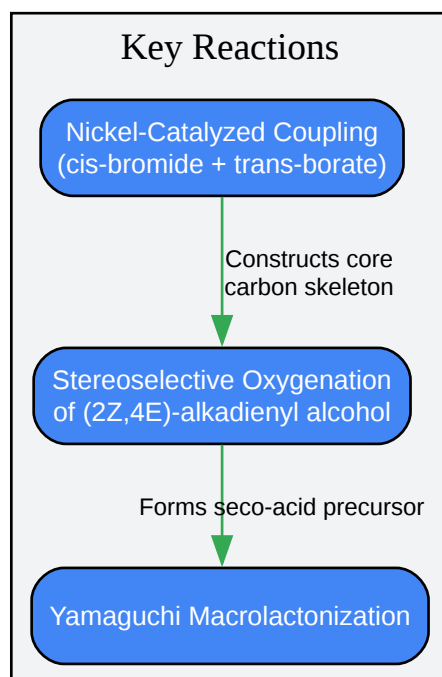 Key Reactions
Nickel-Catalyzed Coupling
(cis-bromide + trans-borate)
Constructs core
carbon skeleton
Stereoselective Oxygenation
of (2Z,4E)-alkadienyl alcohol
Forms seco-acid precursor
Yamaguchi Macrolactonization